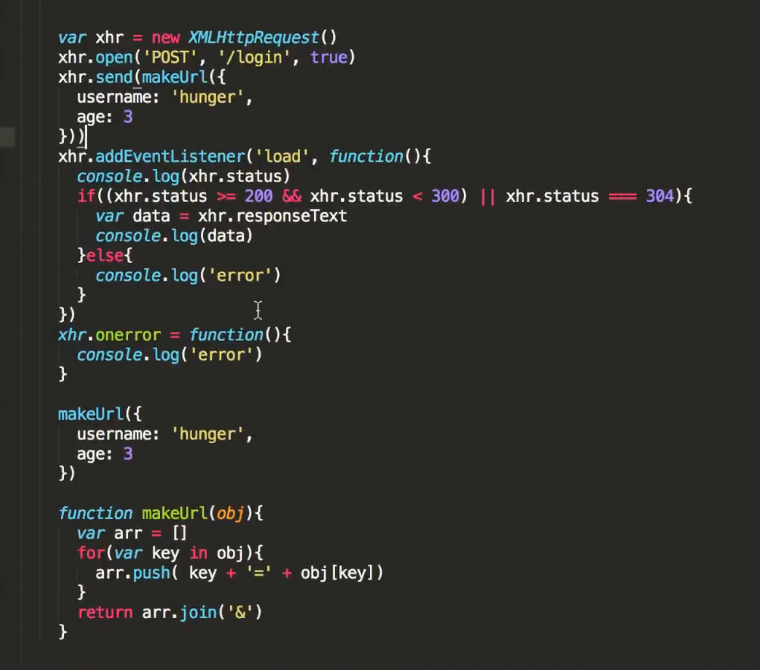 var xhr = new XMLHttpRequest()
xhr.open('POST', '/login', true)
xhr.send(makeUrl({
  username: 'hunger',
  age: 3
}))
xhr.addEventListener('load', function(){
  console.log(xhr.status)
  if((xhr.status >= 200 && xhr.status < 300) || xhr.status === 304){
    var data = xhr.responseText
    console.log(data)
  }else{
    console.log('error')
  }
})
xhr.onerror = function(){
  console.log('error')
}
makeUrl({
  username: 'hunger',
  age: 3
})
function makeUrl(obj){
  var arr = []
  for(var key in obj){
    arr.push( key + '=' + obj[key])
  }
  return arr.join('&')
}